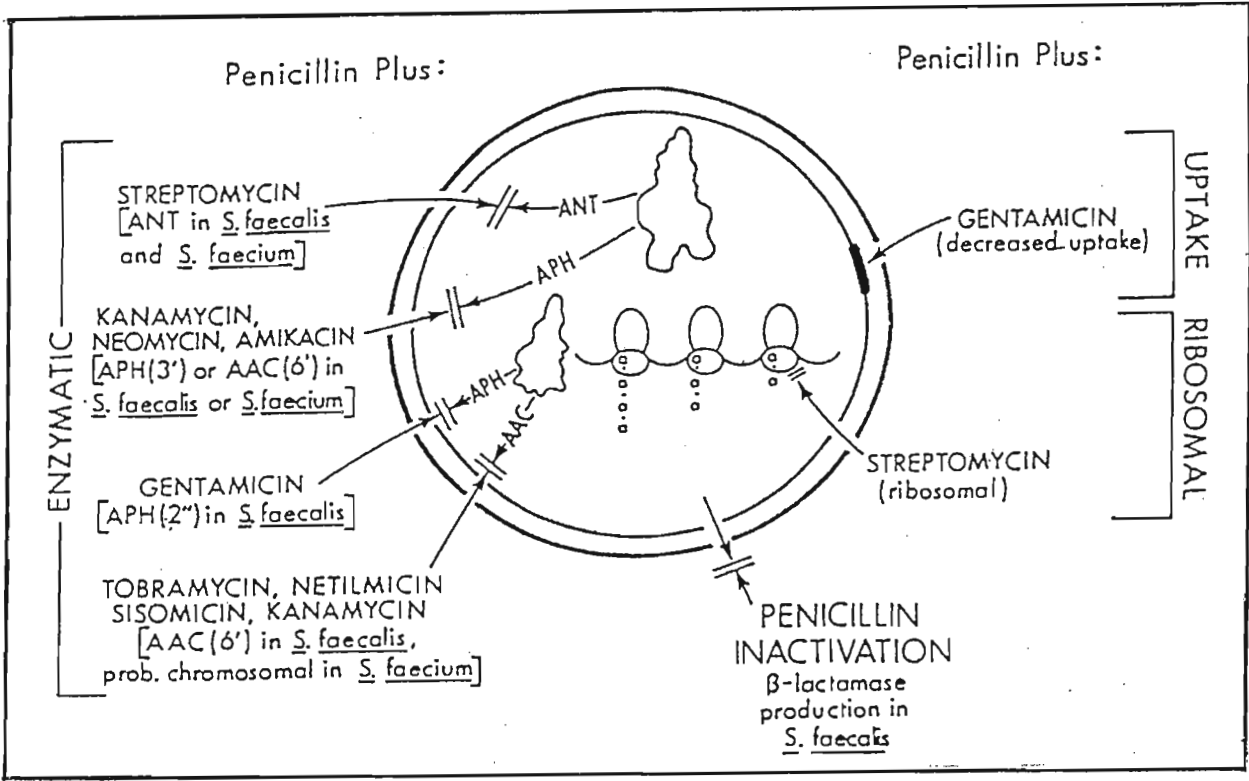 Penicillin Plus:
Penicillin Plus:
ENZYMATIC
STREPTOMYCIN
[ANT in S. faecalis
and S. faecium]
KANAMYCIN,
NEOMYCIN, AMIKACIN
[APH(3') or AAC(6') in
S. faecalis or S.faecium]
GENTAMICIN
[APH(2") in S. faecalis]
TOBRAMYCIN, NETILMICIN
SISOMICIN, KANAMYCIN
[AAC(6') in S. faecalis,
prob. chromosomal in S. faecium]
ANT
APH
APH
AAC
UPTAKE
GENTAMICIN
(decreased uptake)
RIBOSOMAL
STREPTOMYCIN
(ribosomal)
PENICILLIN
INACTIVATION
β-lactamase
production in
S. faecalis